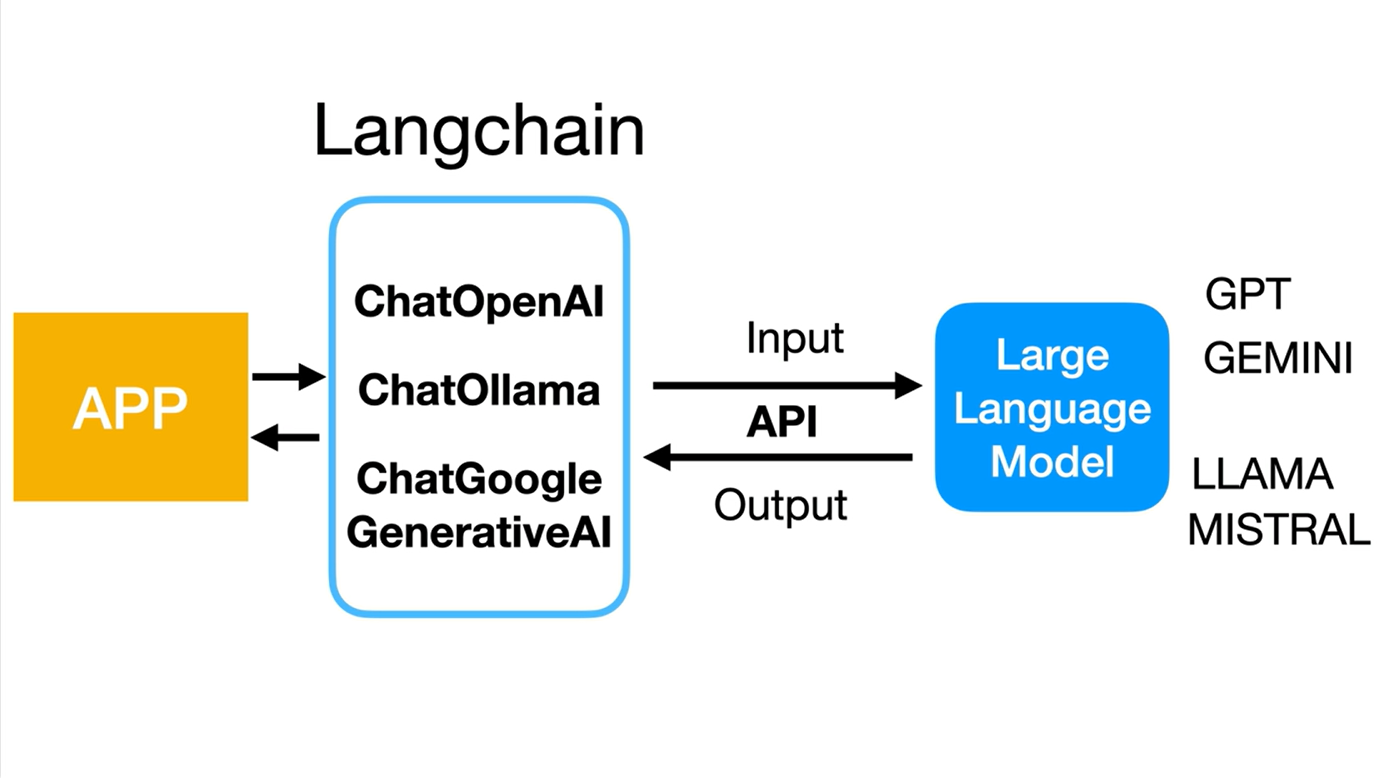 Langchain
APP
ChatOpenAI
ChatOllama
ChatGoogle
GenerativeAI
Input
API
Output
Large
Language
Model
GPT
GEMINI
LLAMA
MISTRAL